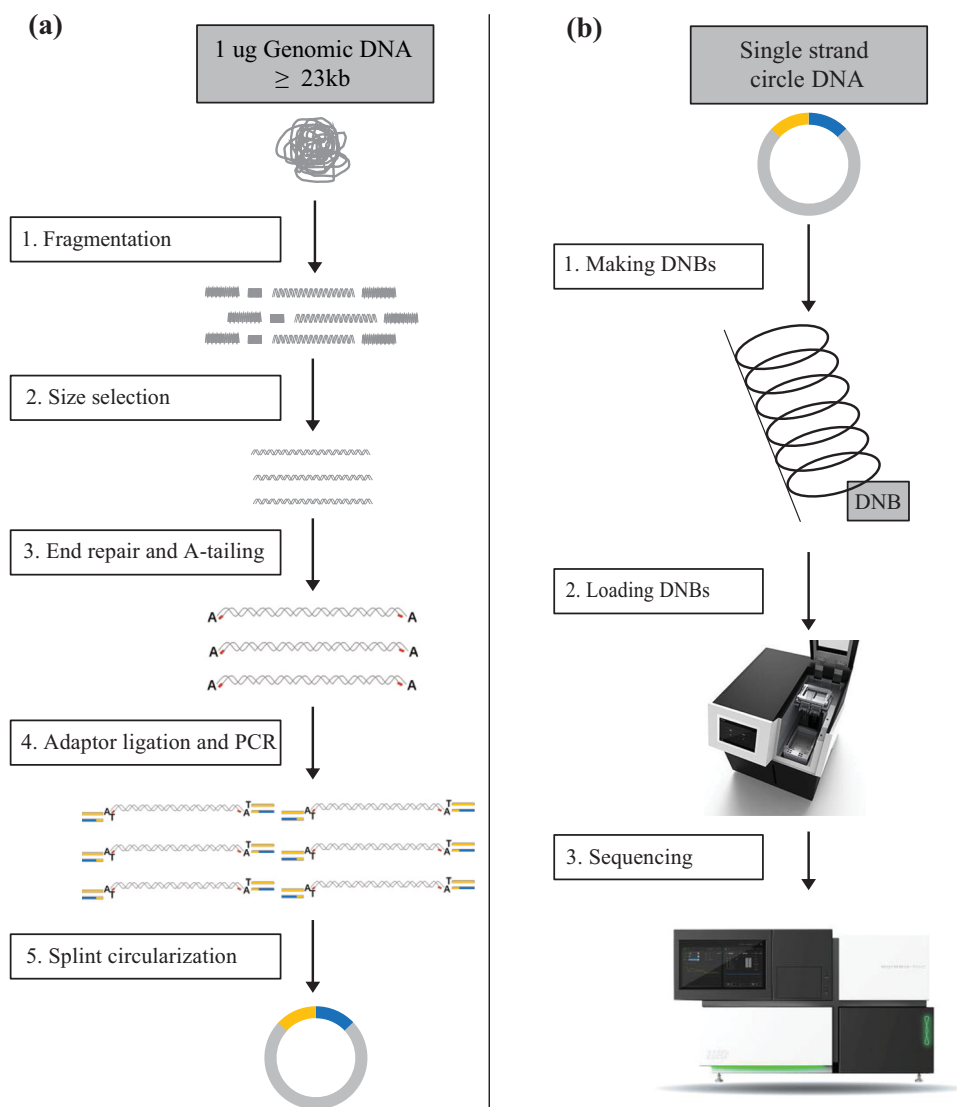 (a)
1 ug Genomic DNA
≥ 23kb
1. Fragmentation
2. Size selection
3. End repair and A-tailing
A A
A A
A A
4. Adaptor ligation and PCR
A T T A A T T A
A T T A A T T A
A T T A A T T A
5. Splint circularization
(b)
Single strand
circle DNA
1. Making DNBs
DNB
2. Loading DNBs
3. Sequencing